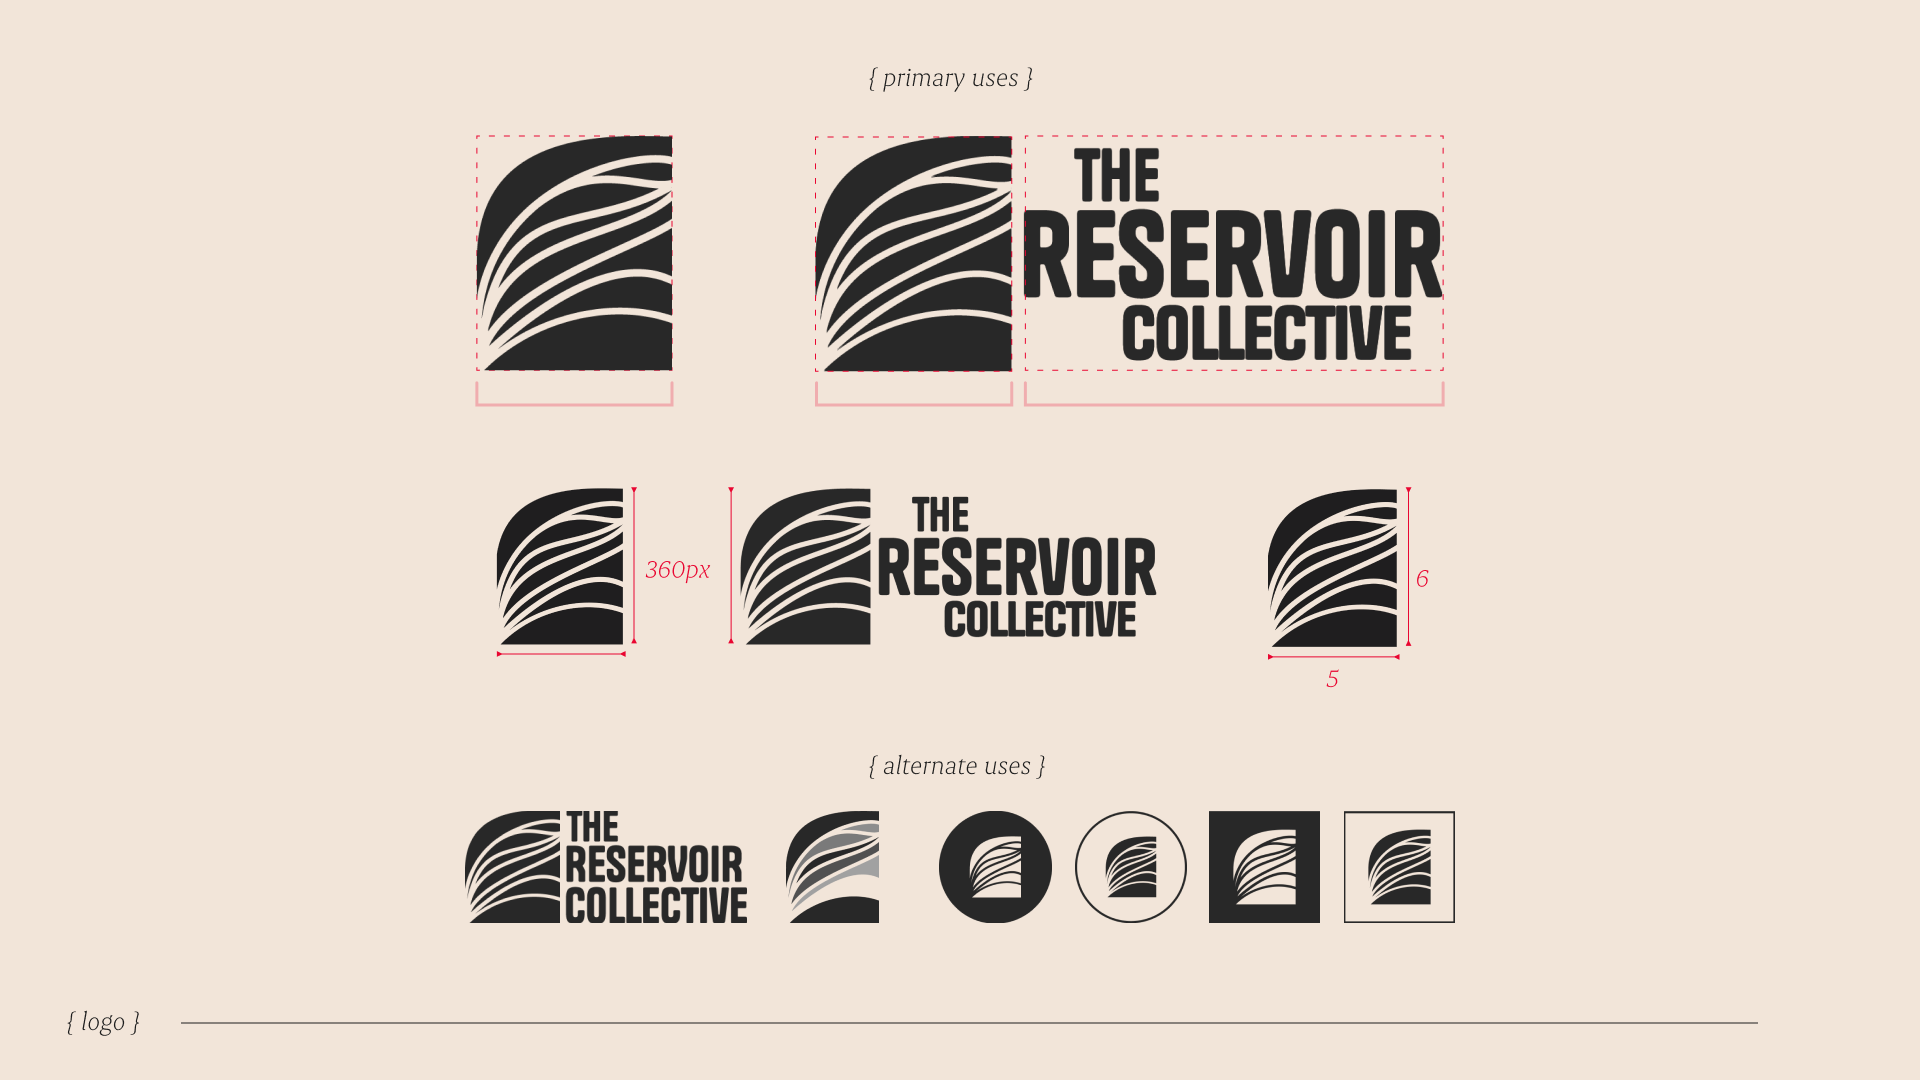 { primary uses }
THE
RESERVOIR
COLLECTIVE
360px
THE
RESERVOIR
COLLECTIVE
6
5
{ alternate uses }
THE
RESERVOIR
COLLECTIVE
{ logo }